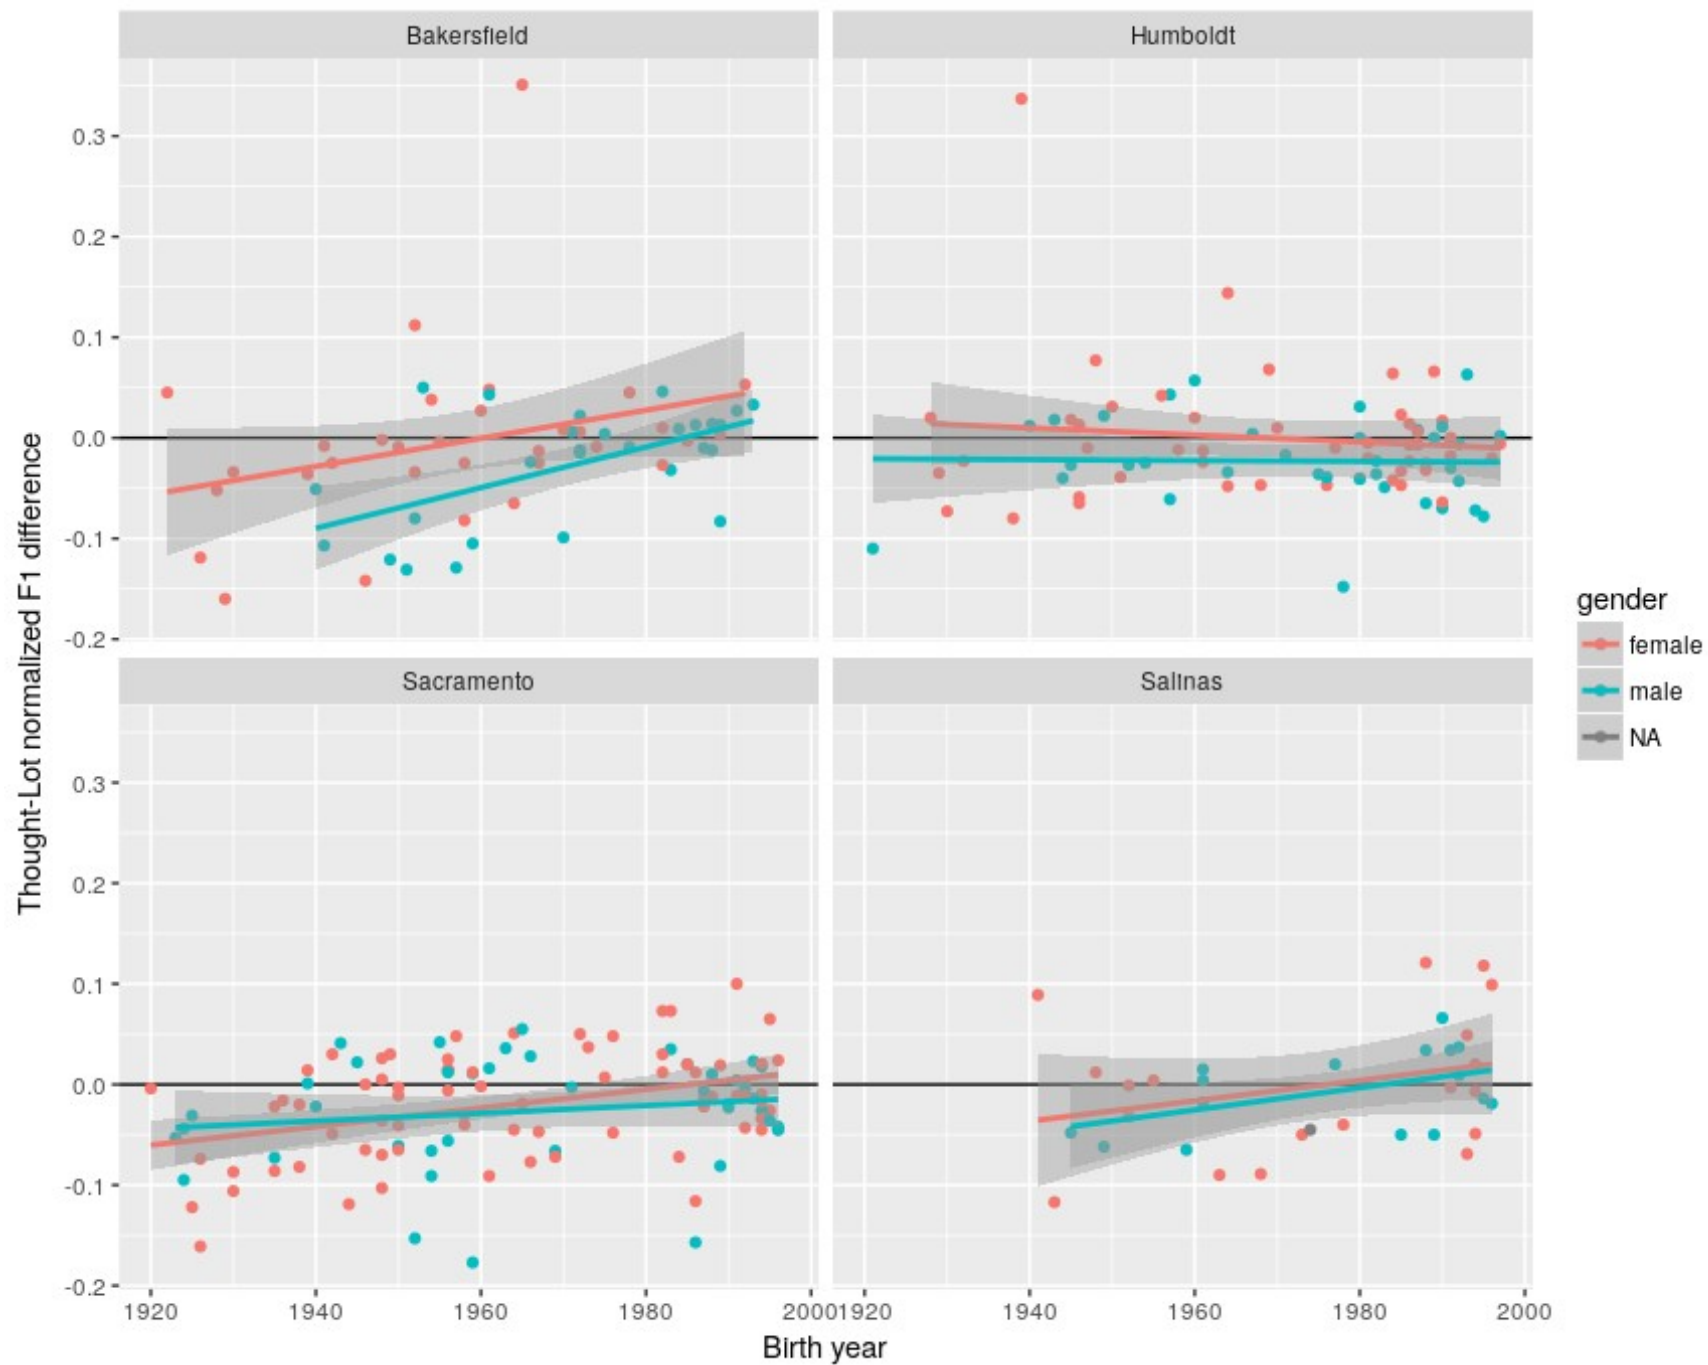 Bakersfield
Humboldt
0.3
0.2
0.1
0.0
-0.1
-0.2
Sacramento
Salinas
0.3
0.2
0.1
0.0
-0.1
-0.2
1920 1940 1960 1980 2000
1920 1940 1960 1980 2000
Birth year
Thought-Lot normalized F1 difference
gender
female
male
NA